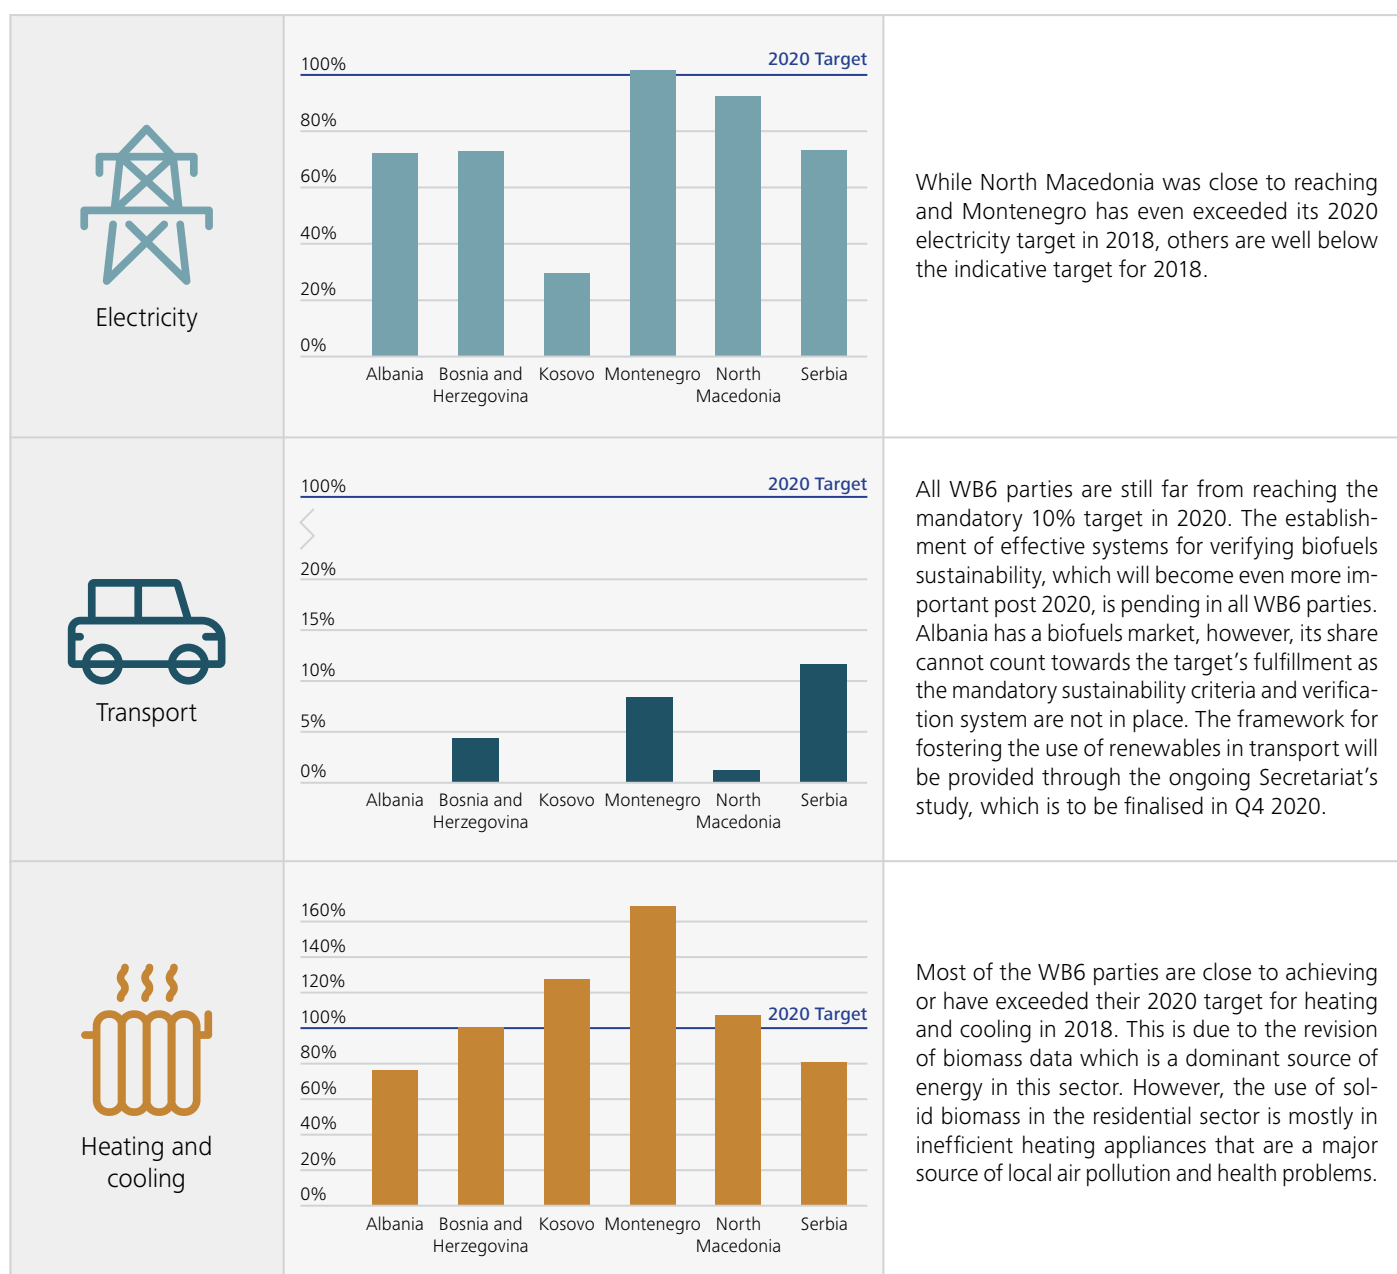 Electricity
2020 Target
100%
80%
60%
40%
20%
0%
Albania
Bosnia and
Herzegovina
Kosovo
Montenegro
North
Macedonia
Serbia
While North Macedonia was close to reaching
and Montenegro has even exceeded its 2020
electricity target in 2018, others are well below
the indicative target for 2018.
Transport
2020 Target
100%
20%
15%
10%
5%
0%
Albania
Bosnia and
Herzegovina
Kosovo
Montenegro
North
Macedonia
Serbia
All WB6 parties are still far from reaching the
mandatory 10% target in 2020. The establish-
ment of effective systems for verifying biofuels
sustainability, which will become even more im-
portant post 2020, is pending in all WB6 parties.
Albania has a biofuels market, however, its share
cannot count towards the target's fulfillment as
the mandatory sustainability criteria and verifica-
tion system are not in place. The framework for
fostering the use of renewables in transport will
be provided through the ongoing Secretariat's
study, which is to be finalised in Q4 2020.
Heating and
cooling
160%
140%
120%
100%
2020 Target
80%
60%
40%
20%
0%
Albania
Bosnia and
Herzegovina
Kosovo
Montenegro
North
Macedonia
Serbia
Most of the WB6 parties are close to achieving
or have exceeded their 2020 target for heating
and cooling in 2018. This is due to the revision
of biomass data which is a dominant source of
energy in this sector. However, the use of sol-
id biomass in the residential sector is mostly in
inefficient heating appliances that are a major
source of local air pollution and health problems.